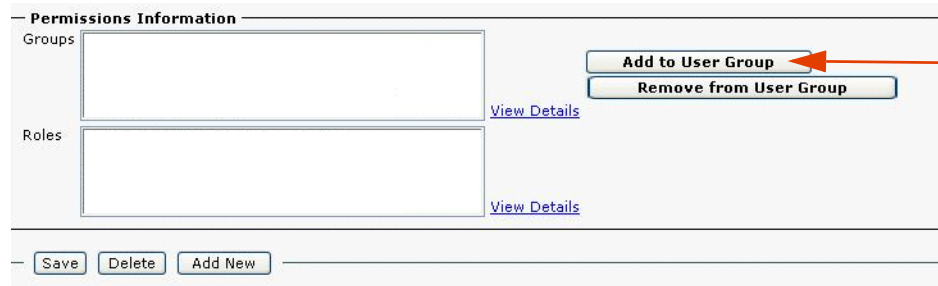 Permissions Information
Groups
Add to User Group
Remove from User Group
View Details
Roles
View Details
Save Delete Add New